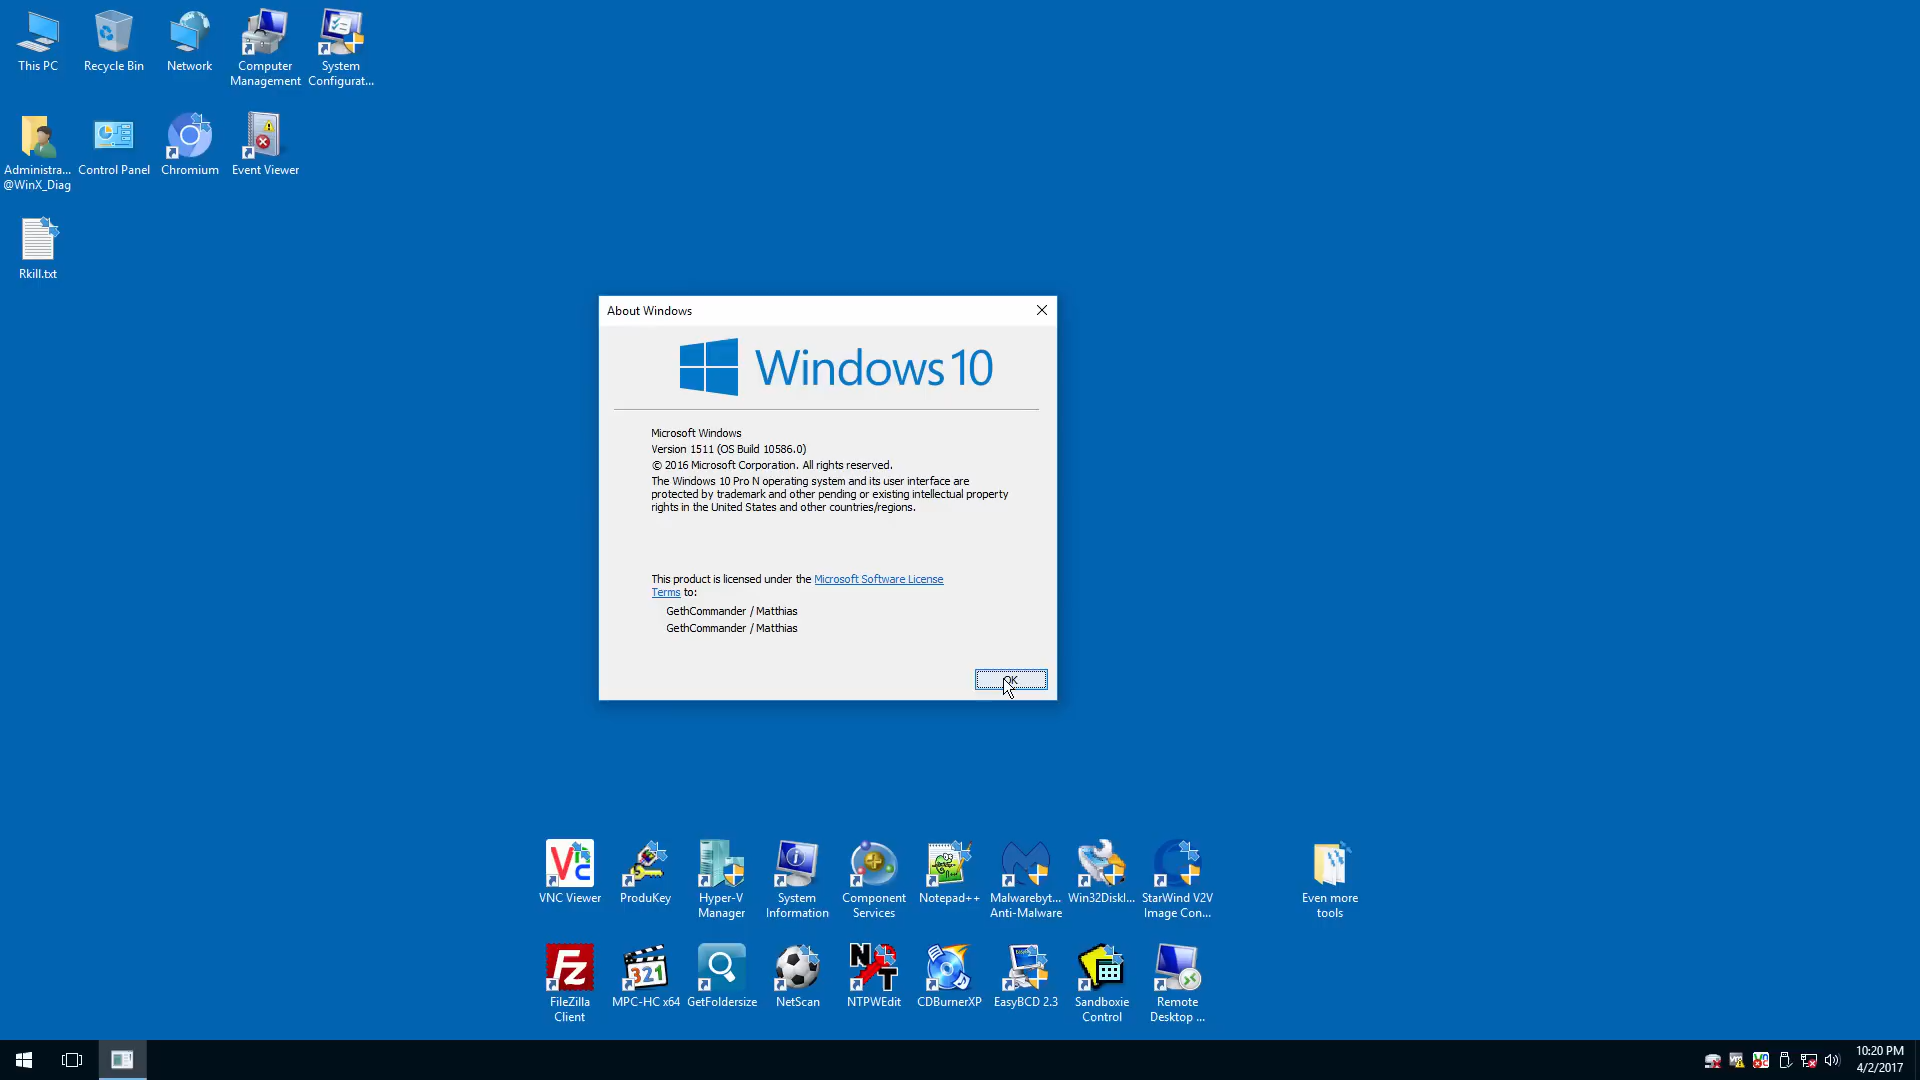 This PC
Recycle Bin
Network
Computer
Management
System
Configurat...
Administra...
@WinX_Diag
Control Panel
Chromium
Event Viewer
Rkill.txt
About Windows
Windows 10
Microsoft Windows
Version 1511 (OS Build 10586.0)
© 2016 Microsoft Corporation. All rights reserved.
The Windows 10 Pro N operating system and its user interface are
protected by trademark and other pending or existing intellectual property
rights in the United States and other countries/regions.
This product is licensed under the Microsoft Software License
Terms to:
GethCommander / Matthias
GethCommander / Matthias
OK
VNC Viewer
ProduKey
Hyper-V
Manager
System
Information
Component
Services
Notepad++
Malwarebyt...
Anti-Malware
Win32DiskI...
StarWind V2V
Image Con...
Even more
tools
FileZilla
Client
MPC-HC x64
GetFoldersize
NetScan
NTPWEdit
CDBurnerXP
EasyBCD 2.3
Sandboxie
Control
Remote
Desktop ...
10:20 PM
4/2/2017